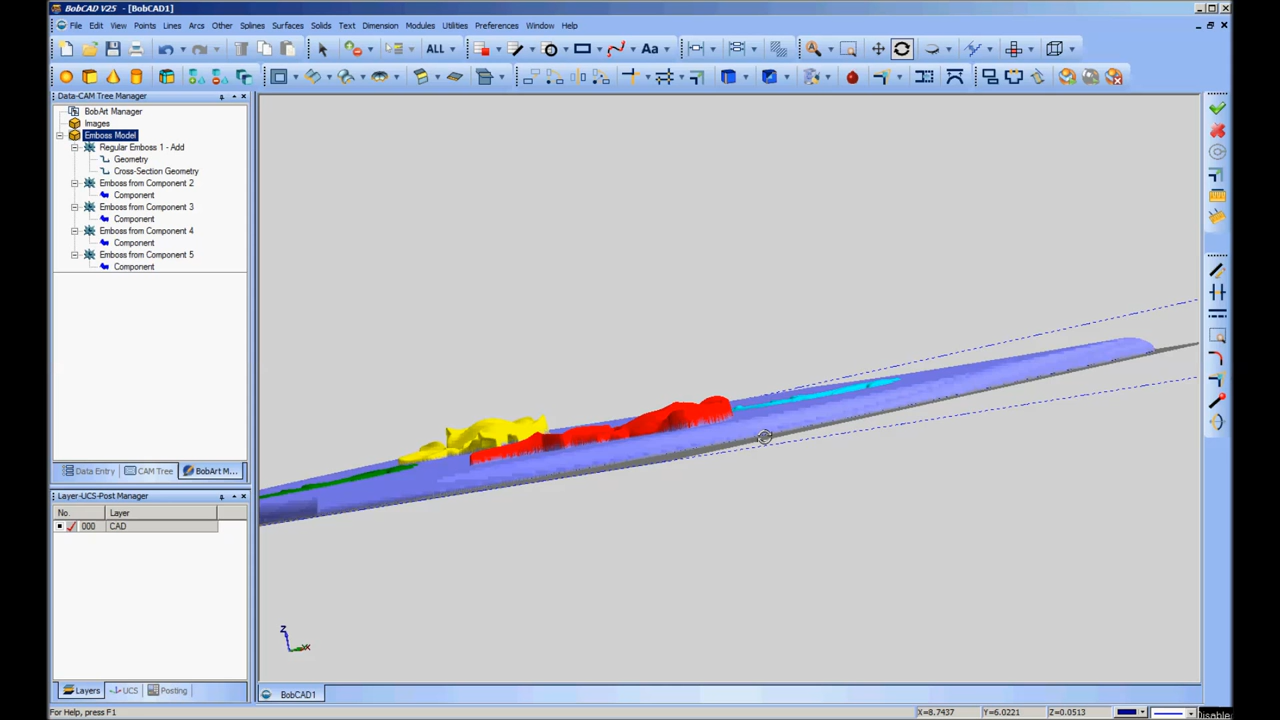 BobCAD V25 - [BobCAD1]
File Edit View Points Lines Arcs Other Splines Surfaces Solids Text Dimension Modules Utilities Preferences Window Help
ALL Aa
Data-CAM Tree Manager
BobArt Manager
Images
Emboss Model
Regular Emboss 1 - Add
Geometry
Cross-Section Geometry
Emboss from Component 2
Component
Emboss from Component 3
Component
Emboss from Component 4
Component
Emboss from Component 5
Component
Data Entry CAM Tree BobArt M...
Layer-UCS-Post Manager
No. Layer
000 CAD
Z
Layers UCS Posting
BobCAD1
For Help, press F1
X=8.7437 Y=6.0221 Z=0.0513